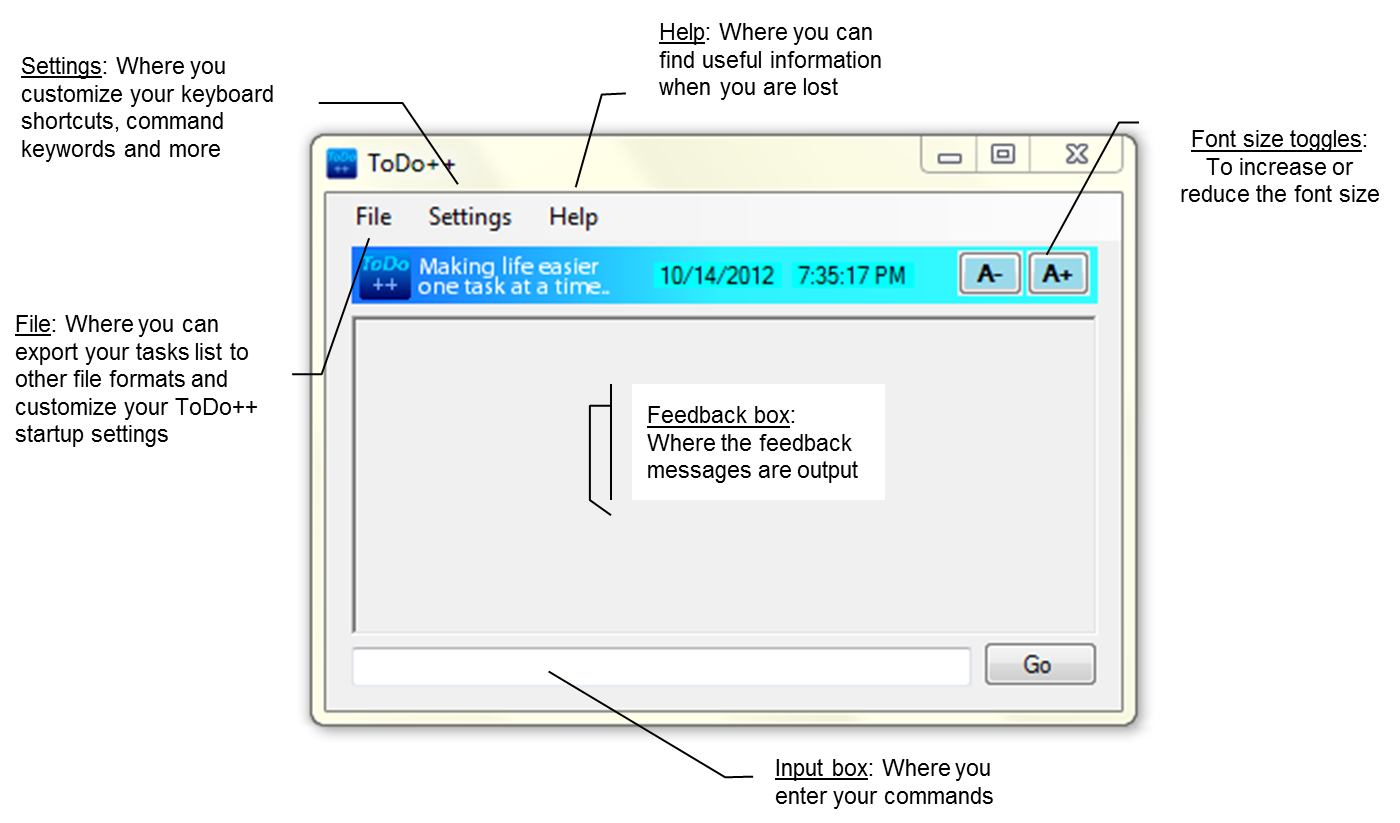 Help: Where you can
find useful information
when you are lost
Settings: Where you
customize your keyboard
shortcuts, command
keywords and more
Font size toggles:
To increase or
reduce the font size
ToDo
++
ToDo++
File Settings Help
ToDo
++
Making life easier
one task at a time..
10/14/2012 7:35:17 PM
A- A+
File: Where you can
export your tasks list to
other file formats and
customize your ToDo++
startup settings
Feedback box:
Where the feedback
messages are output
Go
Input box: Where you
enter your commands